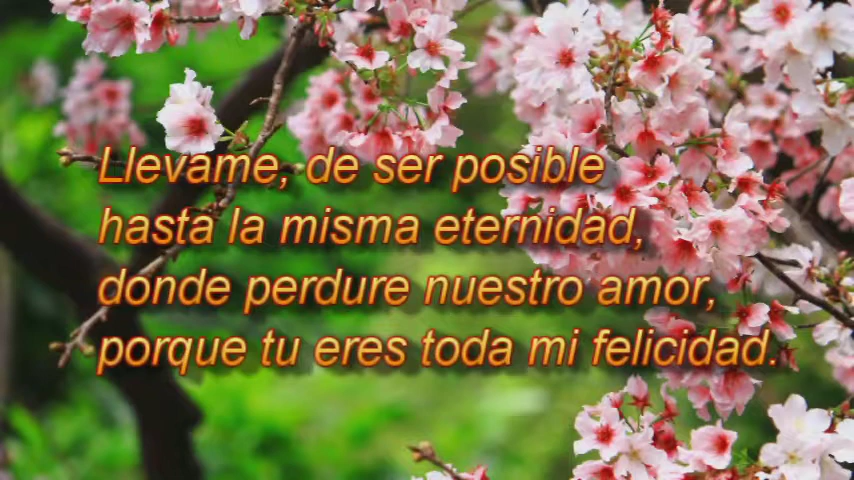 Llevame, de ser posible
hasta la misma eternidad,
donde perdure nuestro amor,
porque tu eres toda mi felicidad.